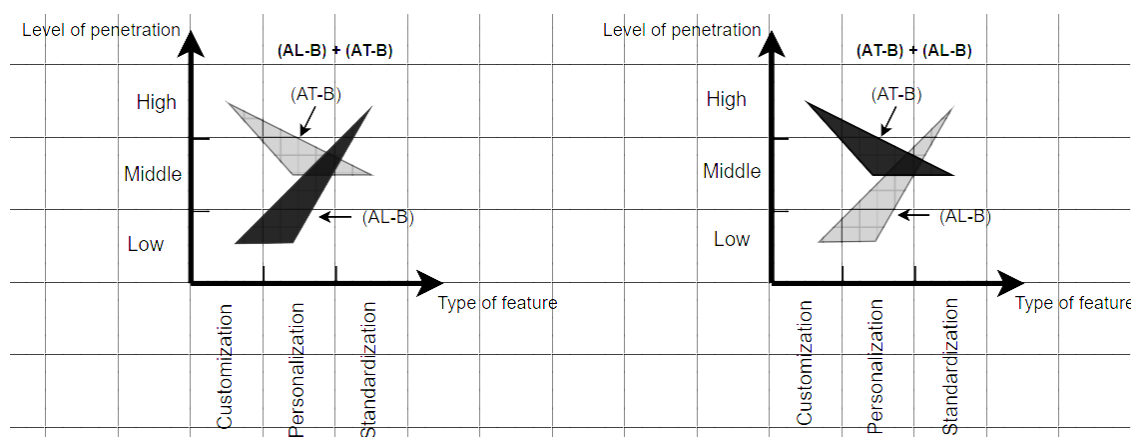 Level of penetration
(AL-B) + (AT-B)
(AT-B)
High
Middle
(AL-B)
Low
Type of feature
Customization
Personalization
Standardization
Level of penetration
(AT-B) + (AL-B)
(AT-B)
High
Middle
(AL-B)
Low
Type of feature
Customization
Personalization
Standardization